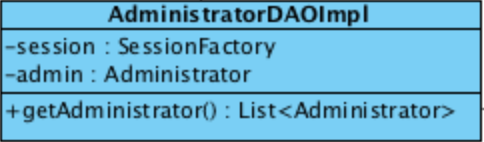 AdministratorDAOImpl
-session : SessionFactory
-admin : Administrator
+getAdministrator() : List<Administrator>